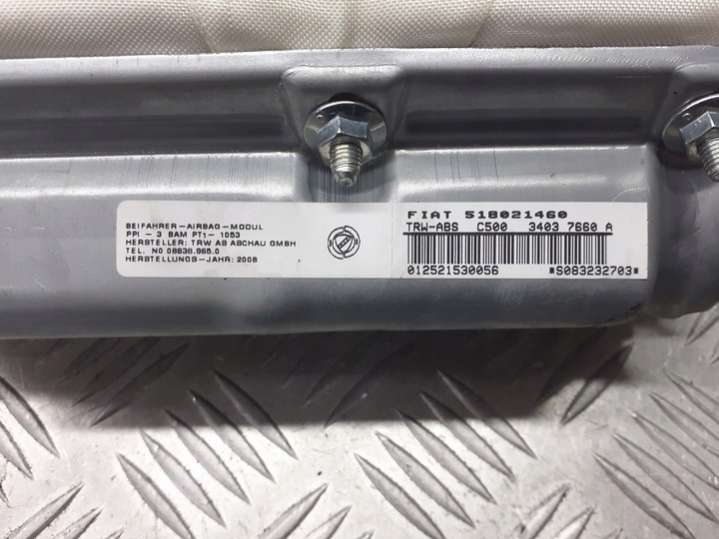 BEIFAHRER-AIRBAG-MODUL
PPI - 3 BAM PT1- 1053
HERSTELLER: TRW AB ASCHAU GMBH
TEL. NO 08638.965.0
HERSTELLUNGS-JAHR: 2008
FIAT 518021460
TRW-ABS C500 3403 7660 A
012521530056 *S083232703*